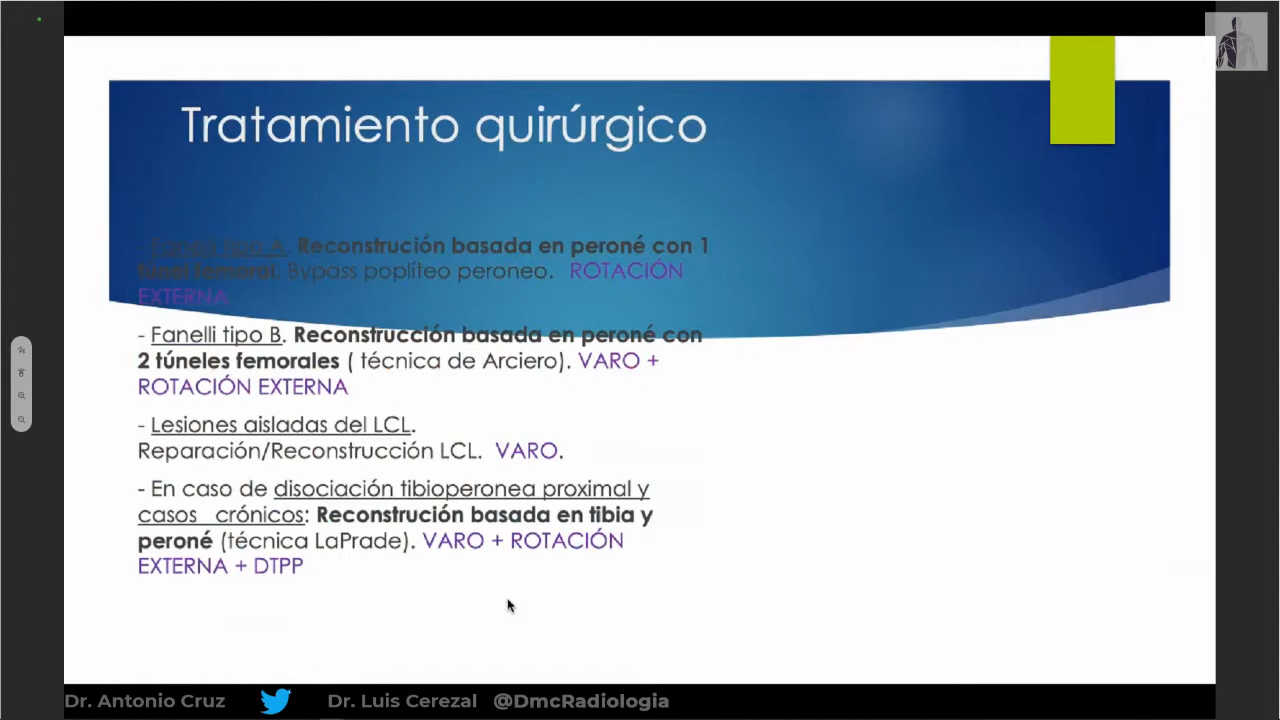 Tratamiento quirúrgico
- Fanelli tipo A. Reconstrución basada en peroné con 1
túnel femoral. Bypass poplíteo peroneo. ROTACIÓN
EXTERNA
- Fanelli tipo B. Reconstrucción basada en peroné con
2 túneles femorales ( técnica de Arciero). VARO +
ROTACIÓN EXTERNA
- Lesiones aisladas del LCL.
Reparación/Reconstrucción LCL. VARO.
- En caso de disociación tibioperonea proximal y
casos crónicos: Reconstrución basada en tibia y
peroné (técnica LaPrade). VARO + ROTACIÓN
EXTERNA + DTPP
Dr. Antonio Cruz Dr. Luis Cerezal @DmcRadiologia